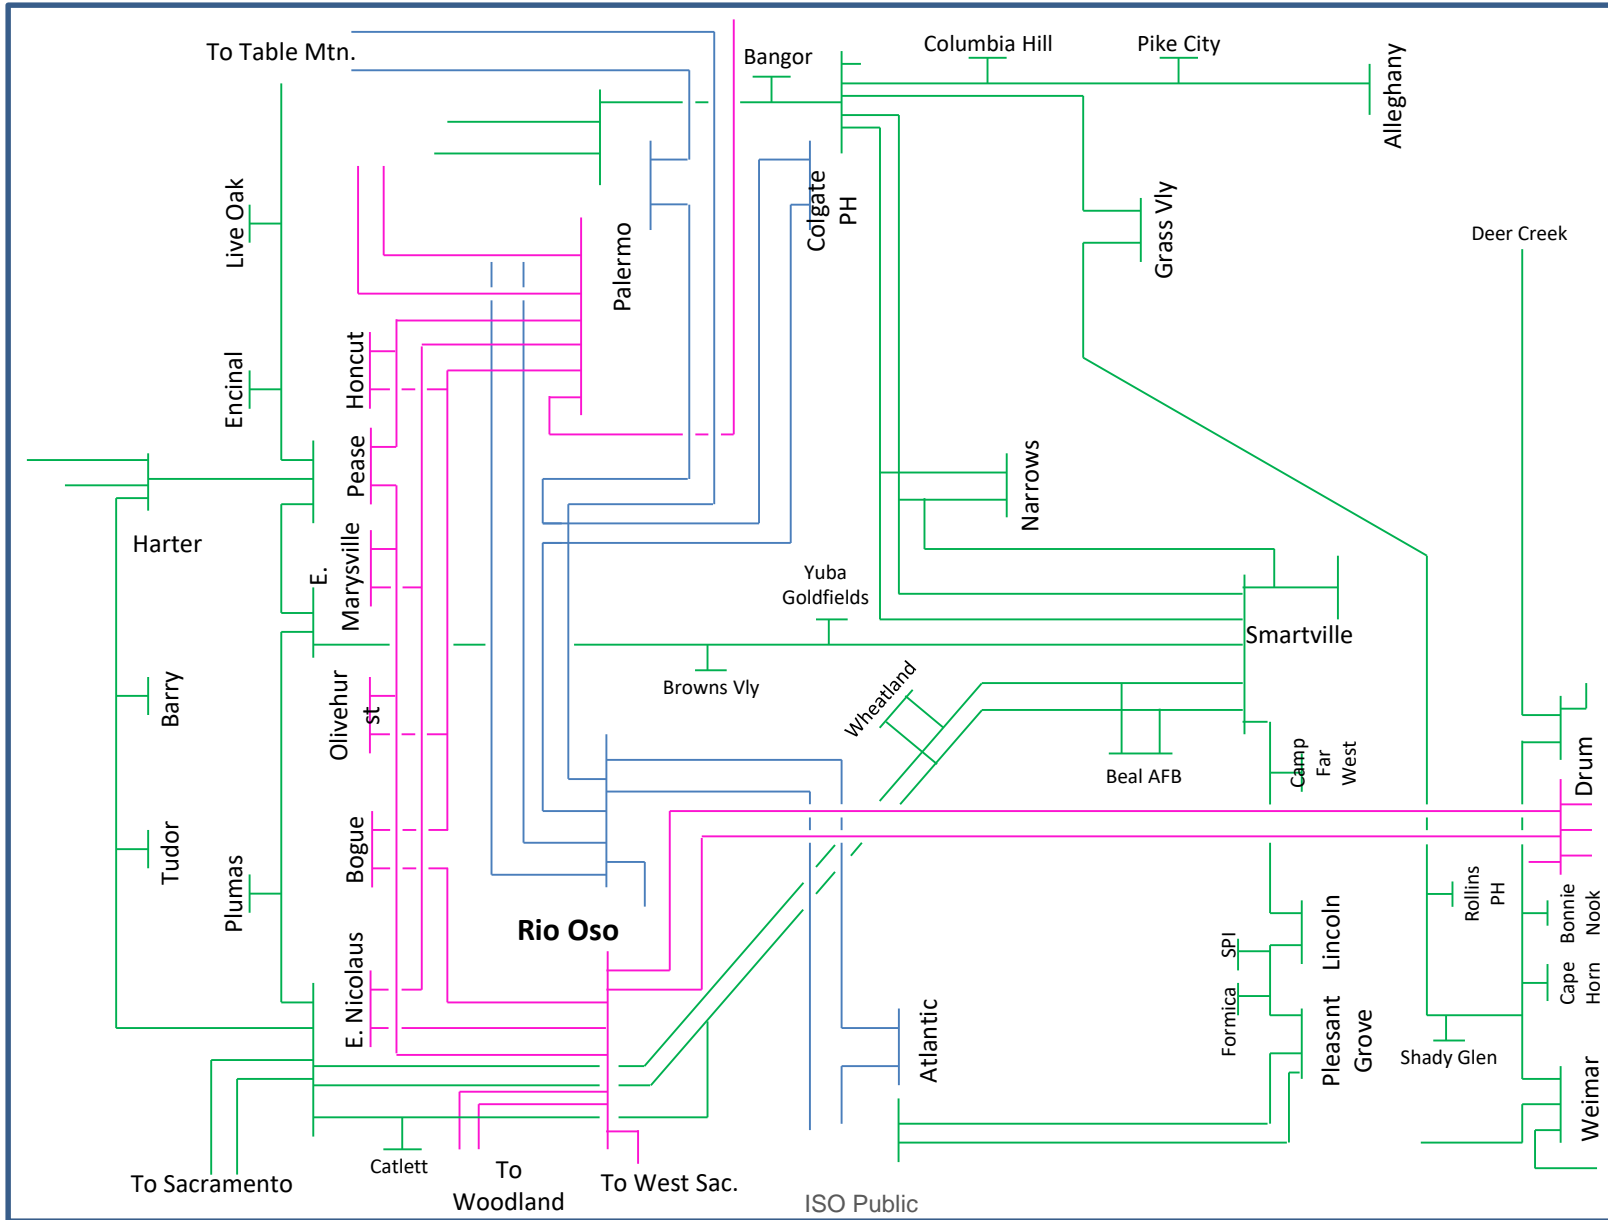 To Table Mtn.
Bangor
Columbia Hill
Pike City
Alleghany
Live Oak
Palermo
Colgate
PH
Grass Vly
Deer Creek
Encinal
Honcut
Pease
Narrows
Harter
E.
Marysville
Yuba
Goldfields
Smartville
Barry
Olivehur
st
Browns Vly
Wheatland
Beal AFB
Camp
Far
West
Drum
Tudor
Plumas
Bogue
Rio Oso
Rollins
PH
Bonnie
Nook
SPI
Lincoln
E. Nicolaus
Cape
Horn
Formica
Atlantic
Pleasant
Grove
Shady Glen
Weimar
Catlett
To Sacramento
To
Woodland
To West Sac.
ISO Public